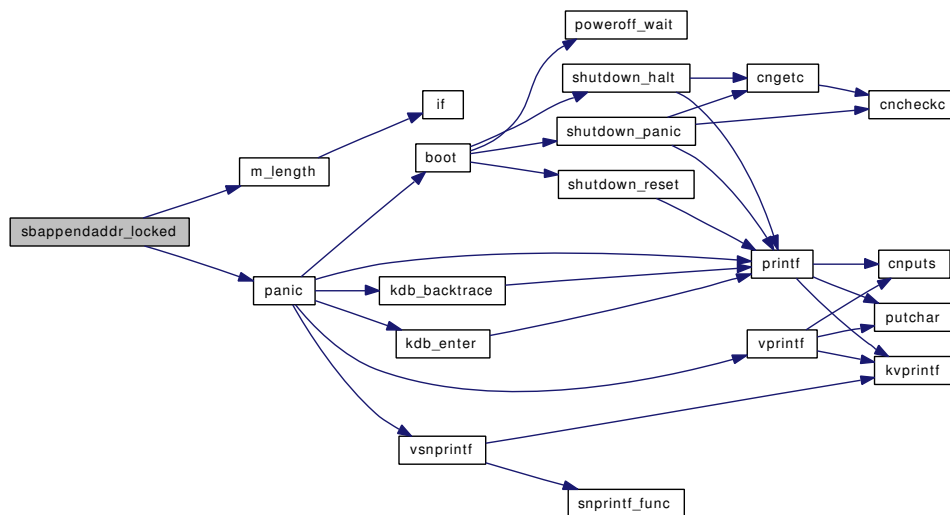 poweroff_wait
shutdown_halt
cngetc
if
cncheckc
shutdown_panic
boot
m_length
shutdown_reset
sbappendaddr_locked
printf
cnputs
panic
kdb_backtrace
putchar
kdb_enter
vprintf
kvprintf
vsnprintf
snprintf_func